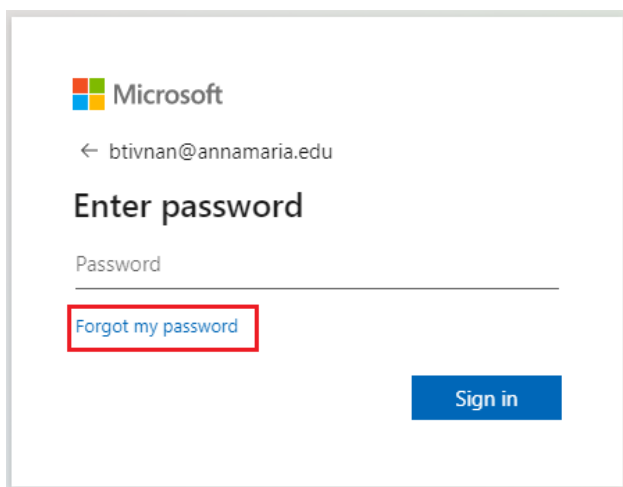 Microsoft
← btivnan@annamaria.edu
Enter password
Password
Forgot my password
Sign in